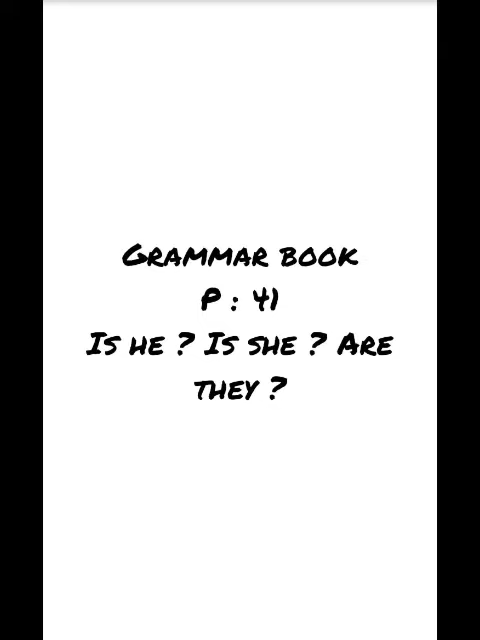 Grammar book
P : 41
Is he ? Is she ? Are
they ?